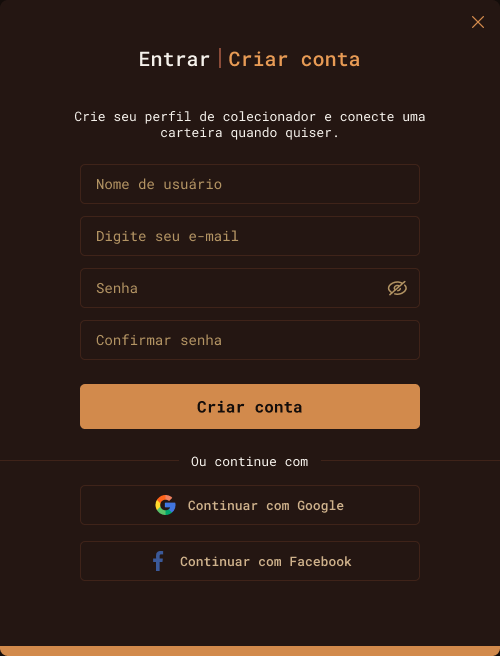 Entrar | Criar conta
Crie seu perfil de colecionador e conecte uma
carteira quando quiser.
Nome de usuário
Digite seu e-mail
Senha
Confirmar senha
Criar conta
Ou continue com
Continuar com Google
Continuar com Facebook